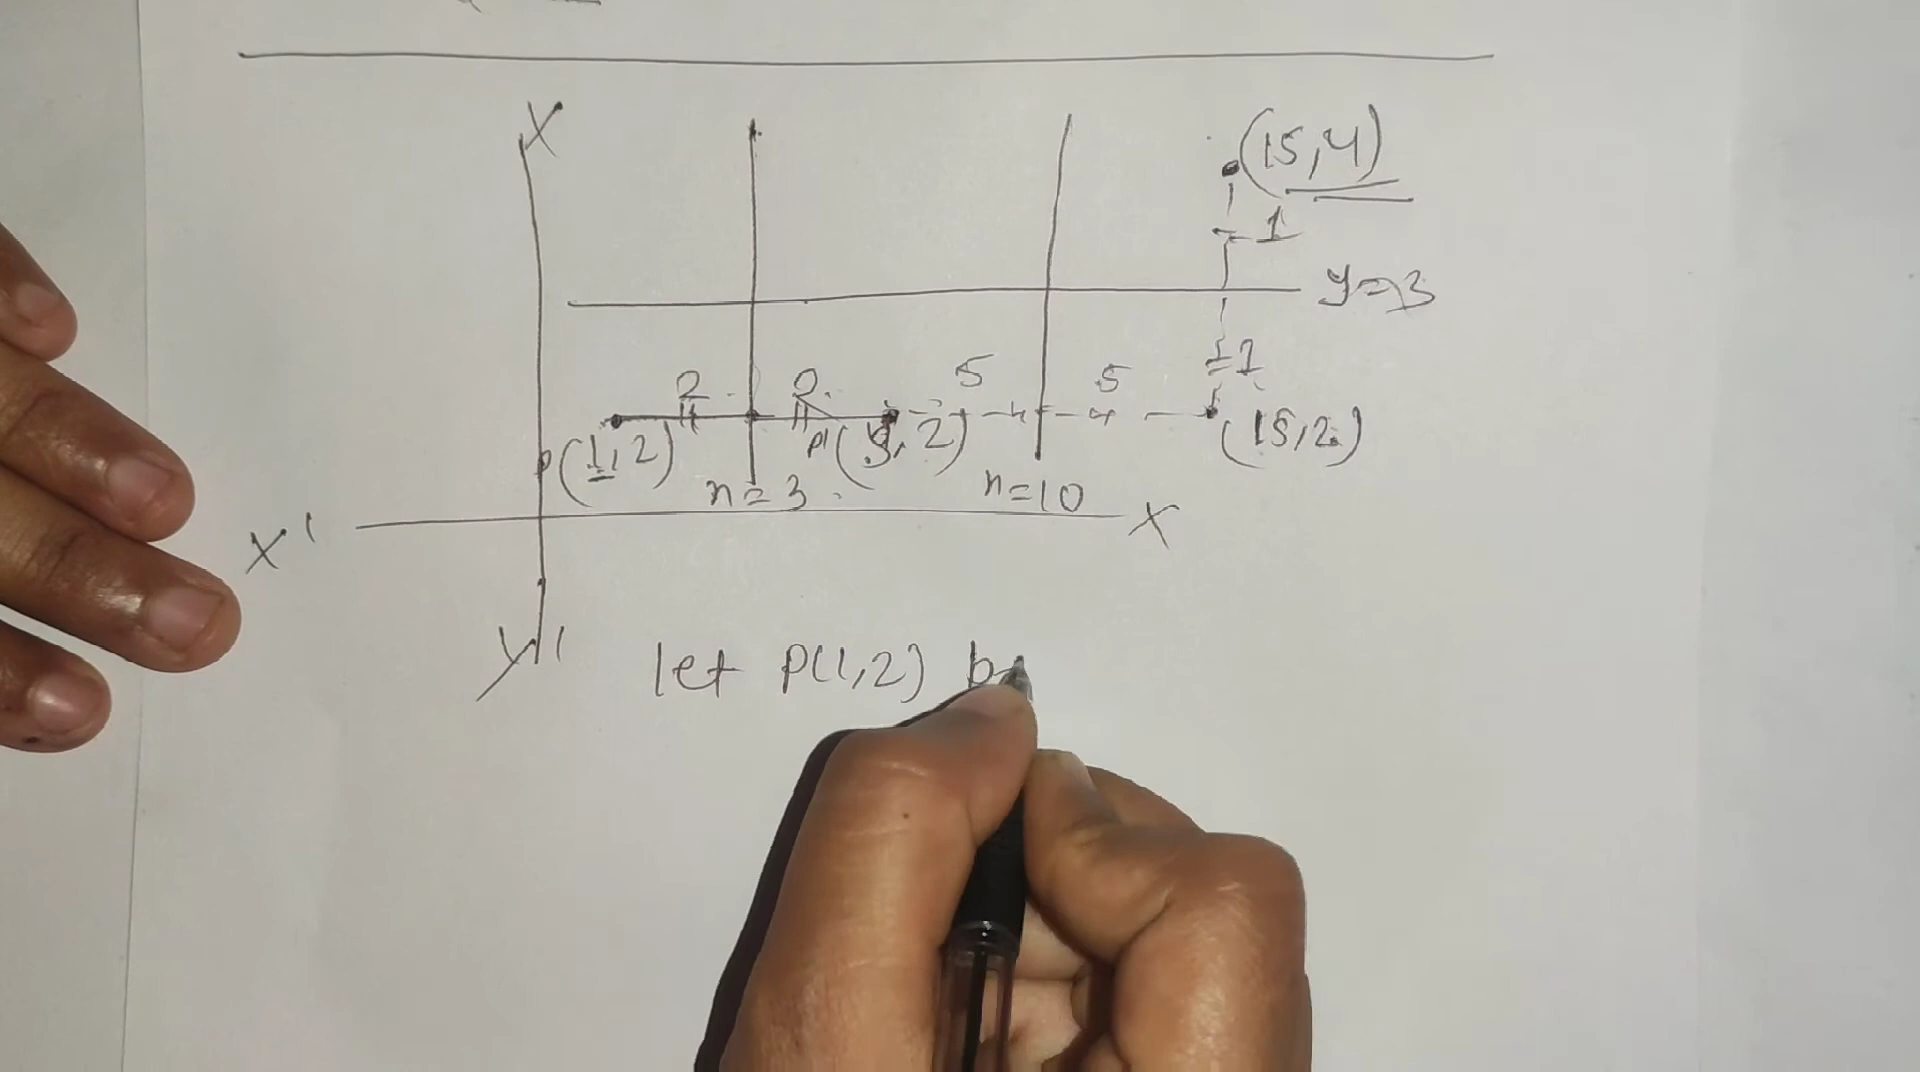 X
(15,4)
1
y=3
2
2
5
5
1
P(1,2)
P'(5,2)
(15,2)
x=3
x=10
X'
X
y'
let P(1,2) be